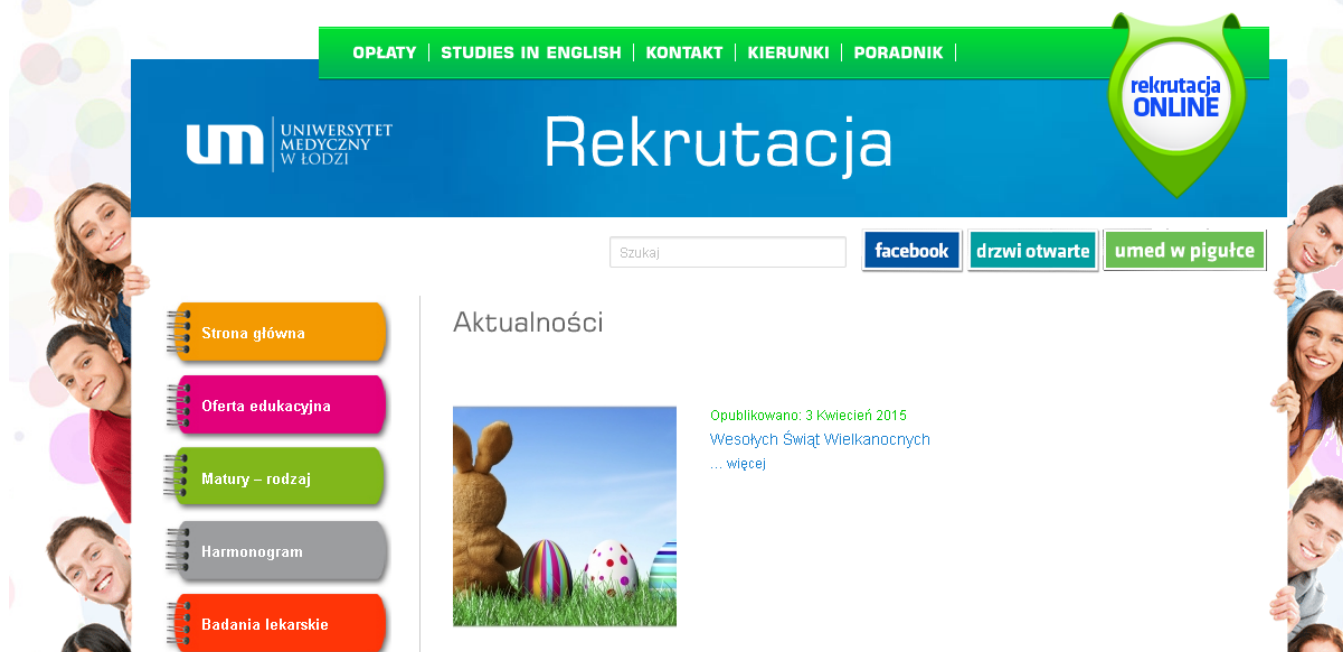 OPŁATY | STUDIES IN ENGLISH | KONTAKT | KIERUNKI | PORADNIK |
rekrutacja
ONLINE
um
UNIWERSYTET
MEDYCZNY
W ŁODZI
Rekrutacja
Szukaj
facebook
drzwi otwarte
umed w pigułce
Strona główna
Oferta edukacyjna
Matury – rodzaj
Harmonogram
Badania lekarskie
Aktualności
Opublikowano: 3 Kwiecień 2015
Wesołych Świąt Wielkanocnych
... więcej